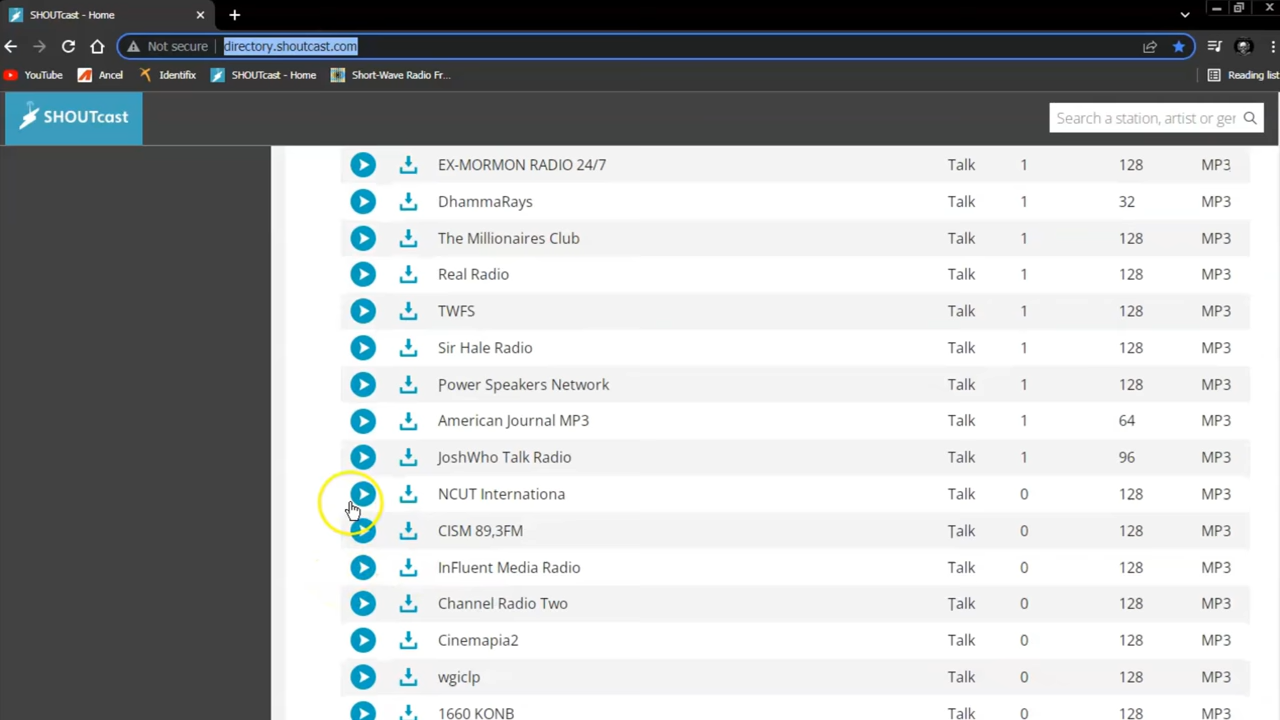 SHOUTcast - Home
Not secure directory.shoutcast.com
YouTube Ancel Identifix SHOUTcast - Home Short-Wave Radio Fr... Reading list
SHOUTcast Search a station, artist or ger
EX-MORMON RADIO 24/7 Talk 1 128 MP3
DhammaRays Talk 1 32 MP3
The Millionaires Club Talk 1 128 MP3
Real Radio Talk 1 128 MP3
TWFS Talk 1 128 MP3
Sir Hale Radio Talk 1 128 MP3
Power Speakers Network Talk 1 128 MP3
American Journal MP3 Talk 1 64 MP3
JoshWho Talk Radio Talk 1 96 MP3
NCUT Internationa Talk 0 128 MP3
CISM 89,3FM Talk 0 128 MP3
InFluent Media Radio Talk 0 128 MP3
Channel Radio Two Talk 0 128 MP3
Cinemapia2 Talk 0 128 MP3
wgiclp Talk 0 128 MP3
1660 KONB Talk 0 128 MP3